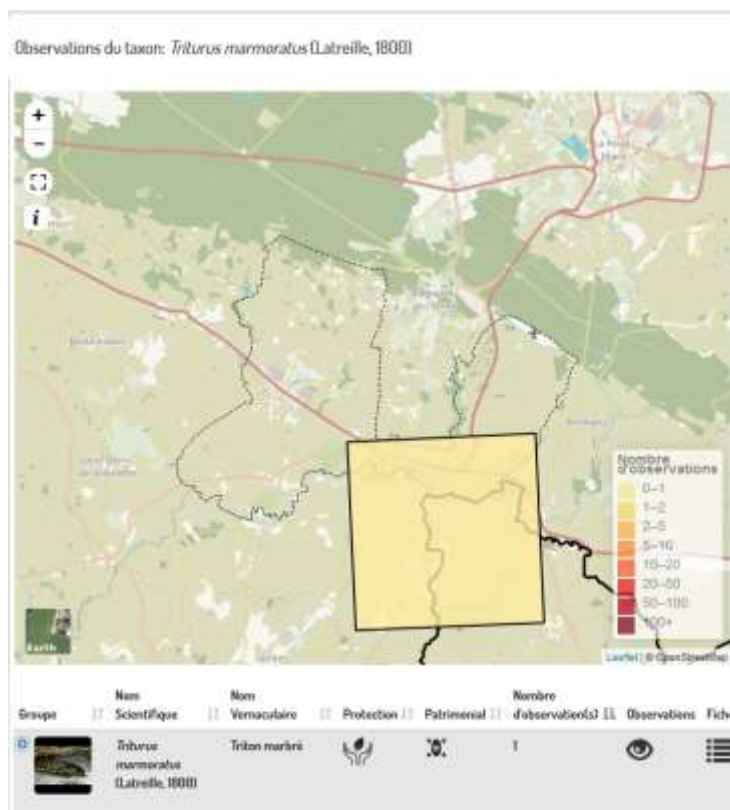 Observations du taxon: Triturus marmoratus (Latreille, 1800)
+
−
i
Nombre
d'observations
0–1
1–2
2–5
5–10
10–20
20–50
50–100
100+
Earth
Leaflet | © OpenStreetMap
Groupe
Nom
Scientifique
Nom
Vernaculaire
Protection
Patrimonial
Nombre
d'observation(s)
Observations
Fiche
Triturus
marmoratus
(Latreille, 1800)
Triton marbré
1